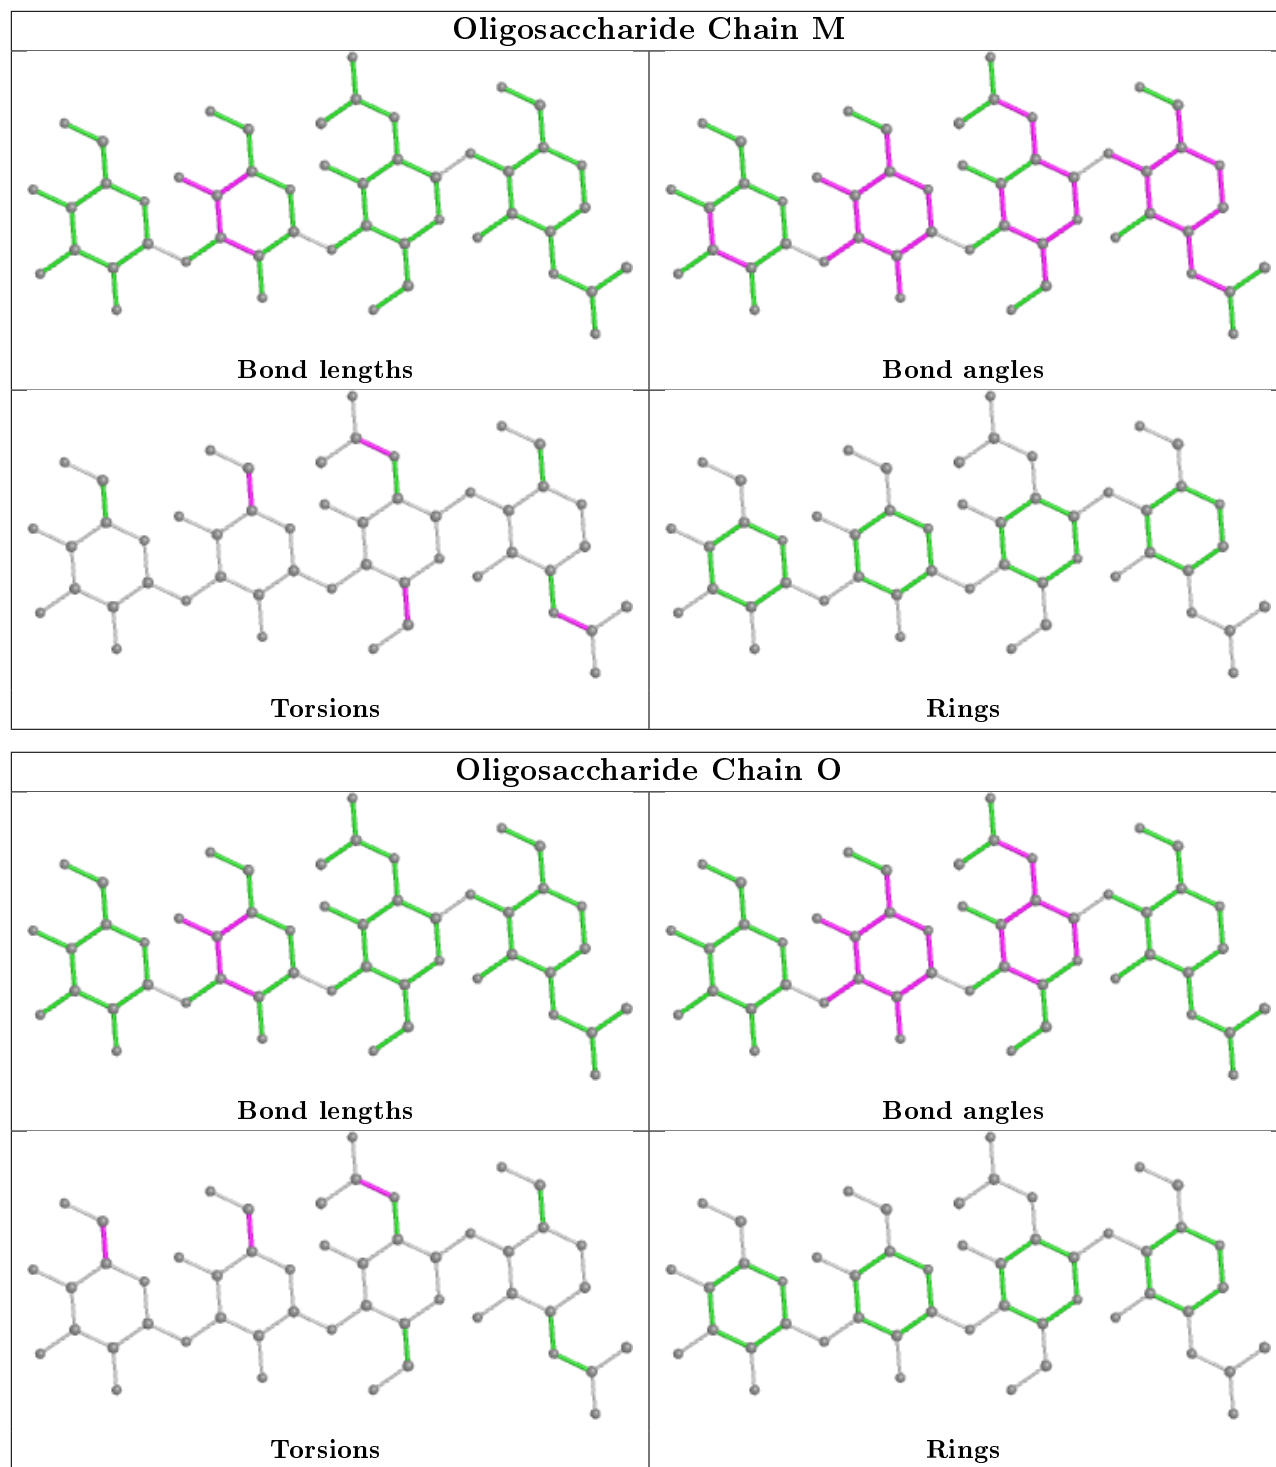 Oligosaccharide Chain M
Bond lengths
Bond angles
Torsions
Rings
Oligosaccharide Chain O
Bond lengths
Bond angles
Torsions
Rings